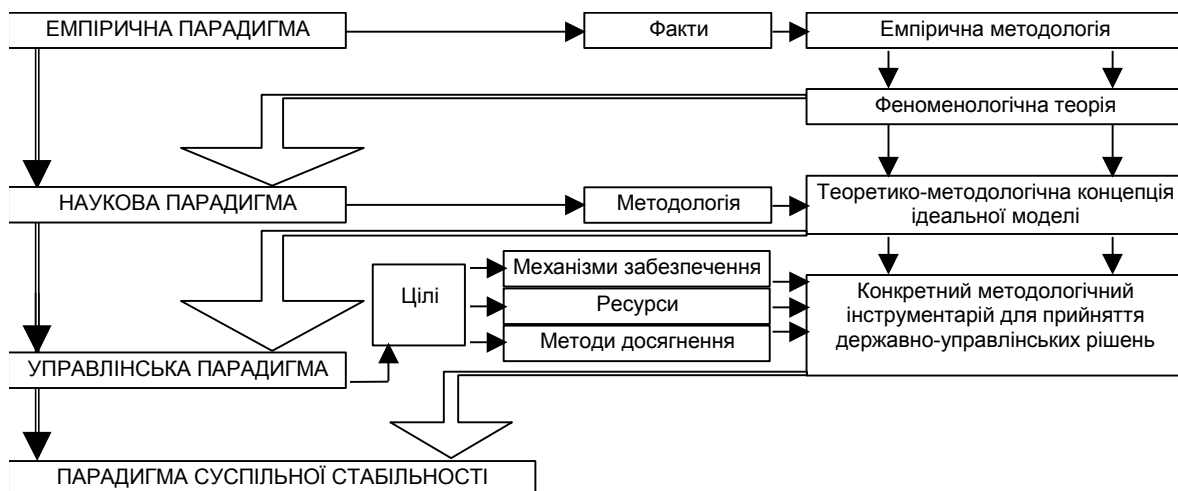 ЕМПІРИЧНА ПАРАДИГМА
Факти
Емпірична методологія
Феноменологічна теорія
НАУКОВА ПАРАДИГМА
Методологія
Теоретико-методологічна концепція
ідеальної моделі
Цілі
Механізми забезпечення
Ресурси
Методи досягнення
Конкретний методологічний
інструментарій для прийняття
державно-управлінських рішень
УПРАВЛІНСЬКА ПАРАДИГМА
ПАРАДИГМА СУСПІЛЬНОЇ СТАБІЛЬНОСТІ